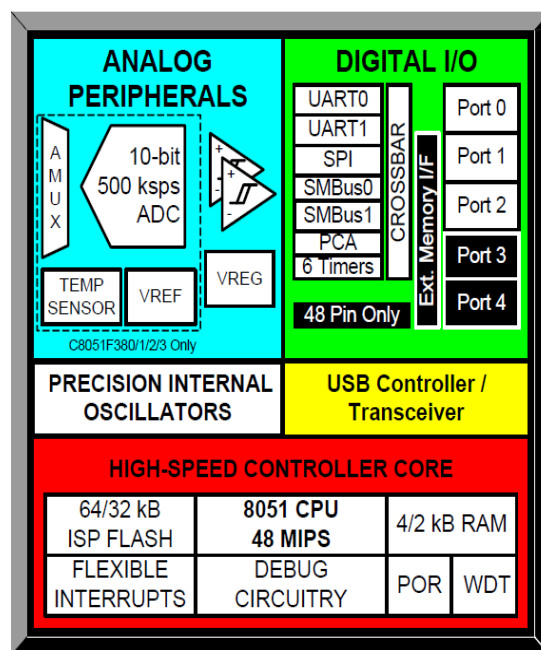 ANALOG
PERIPHERALS
A
M
U
X
10-bit
500 ksps
ADC
+
-
+
-
TEMP
SENSOR
VREF
VREG
C8051F380/1/2/3 Only
DIGITAL I/O
UART0
UART1
SPI
SMBus0
SMBus1
PCA
6 Timers
CROSSBAR
Ext. Memory I/F
Port 0
Port 1
Port 2
Port 3
Port 4
48 Pin Only
PRECISION INTERNAL
OSCILLATORS
USB Controller /
Transceiver
HIGH-SPEED CONTROLLER CORE
64/32 kB
ISP FLASH
8051 CPU
48 MIPS
4/2 kB RAM
FLEXIBLE
INTERRUPTS
DEBUG
CIRCUITRY
POR
WDT